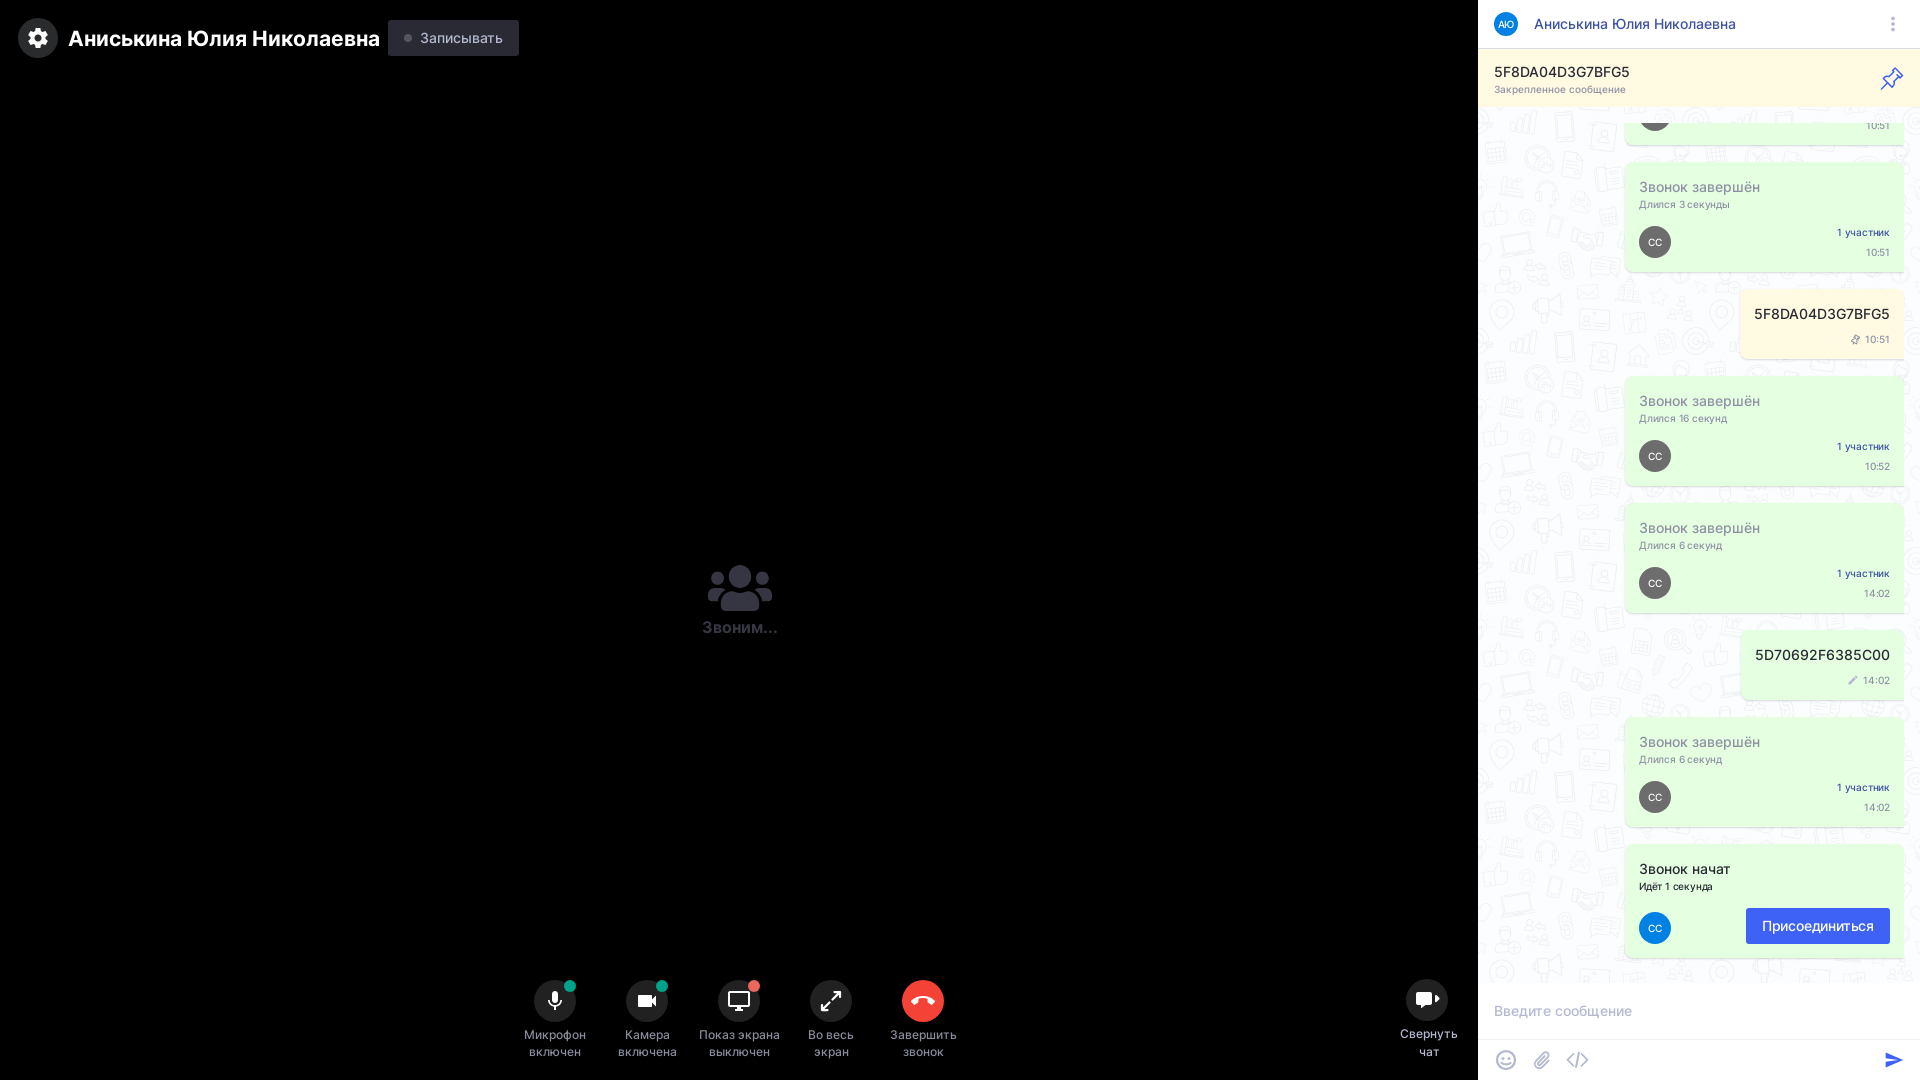 Аниськина Юлия Николаевна
Записывать
Звоним...
Микрофон
включен
Камера
включена
Показ экрана
выключен
Во весь
экран
Завершить
звонок
Свернуть
чат
АЮ
Аниськина Юлия Николаевна
5F8DA04D3G7BFG5
Закрепленное сообщение
10:51
Звонок завершён
Длился 3 секунды
СС
1 участник
10:51
5F8DA04D3G7BFG5
10:51
Звонок завершён
Длился 16 секунд
СС
1 участник
10:52
Звонок завершён
Длился 6 секунд
СС
1 участник
14:02
5D70692F6385C00
14:02
Звонок завершён
Длился 6 секунд
СС
1 участник
14:02
Звонок начат
Идёт 1 секунда
СС
Присоединиться
Введите сообщение